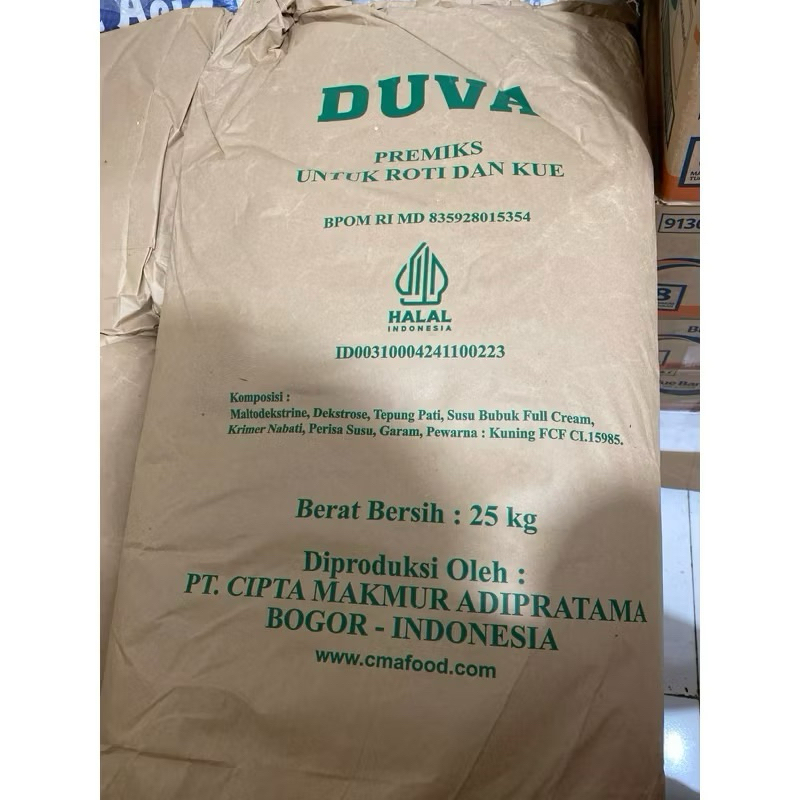 DUVA
PREMIKS
UNTUK ROTI DAN KUE
BPOM RI MD 835928015354
HALAL
INDONESIA
ID00310004241100223
Komposisi :
Maltodekstrine, Dekstrose, Tepung Pati, Susu Bubuk Full Cream,
Krimer Nabati, Perisa Susu, Garam, Pewarna : Kuning FCF CI.15985.
Berat Bersih : 25 kg
Diproduksi Oleh :
PT. CIPTA MAKMUR ADIPRATAMA
BOGOR - INDONESIA
www.cmafood.com